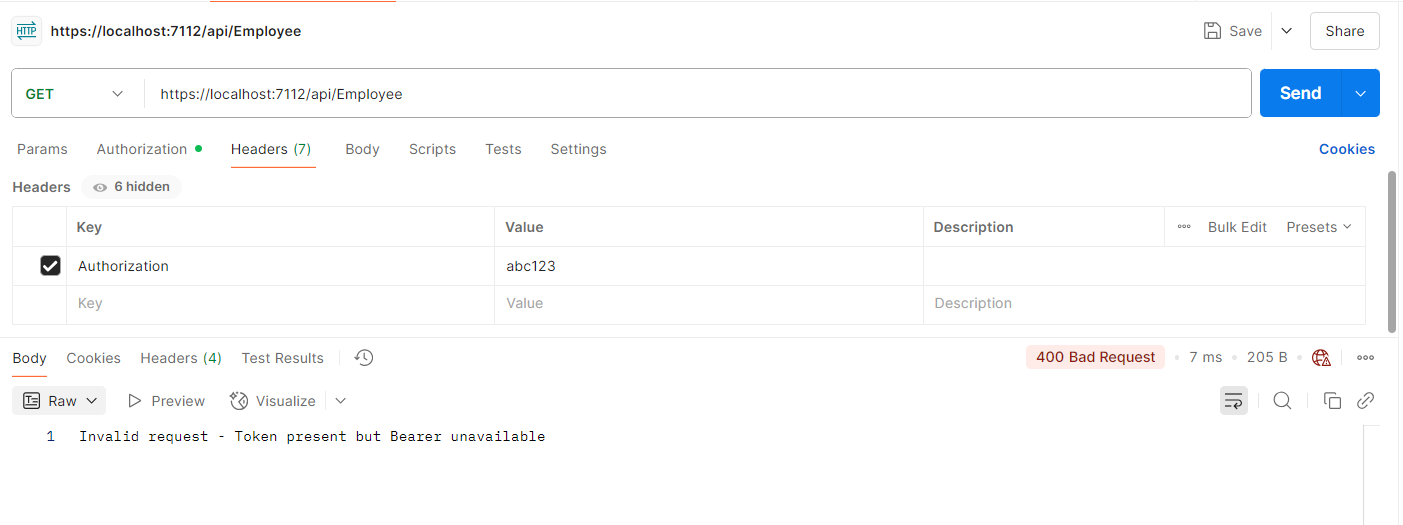 HTTP https://localhost:7112/api/Employee Save Share
GET https://localhost:7112/api/Employee Send
Params Authorization Headers (7) Body Scripts Tests Settings Cookies
Headers 6 hidden
Key Value Description Bulk Edit Presets
Authorization abc123
Key Value Description
Body Cookies Headers (4) Test Results 400 Bad Request 7 ms 205 B
Raw Preview Visualize
1 Invalid request - Token present but Bearer unavailable